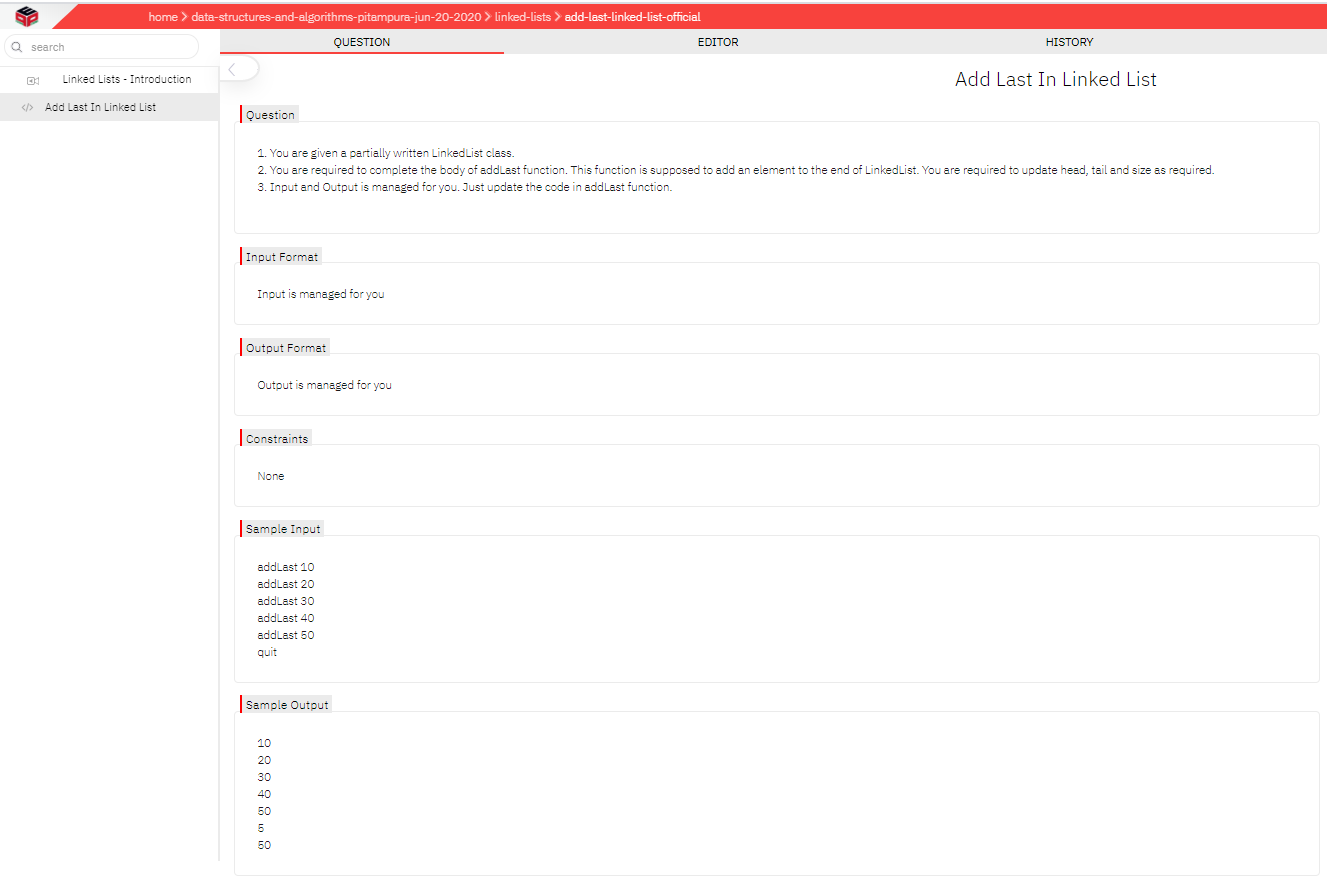 home > data-structures-and-algorithms-pitampura-jun-20-2020 > linked-lists > add-last-linked-list-official
search
QUESTION EDITOR HISTORY
Linked Lists - Introduction
Add Last In Linked List
Add Last In Linked List
Question
1. You are given a partially written LinkedList class.
2. You are required to complete the body of addLast function. This function is supposed to add an element to the end of LinkedList. You are required to update head, tail and size as required.
3. Input and Output is managed for you. Just update the code in addLast function.
Input Format
Input is managed for you
Output Format
Output is managed for you
Constraints
None
Sample Input
addLast 10
addLast 20
addLast 30
addLast 40
addLast 50
quit
Sample Output
10
20
30
40
50
5
50